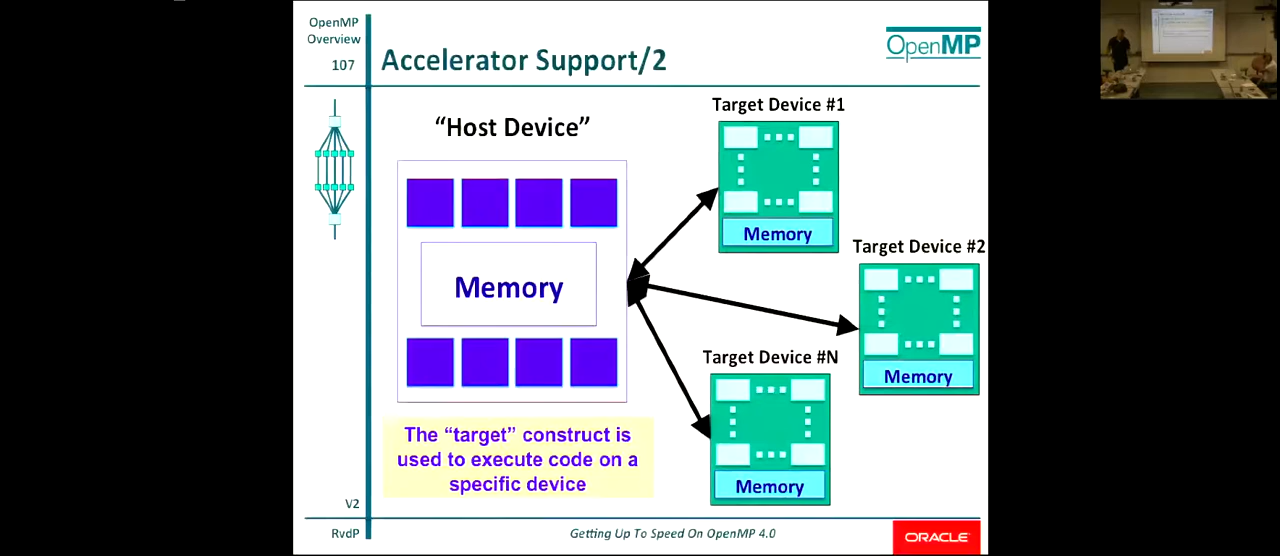 OpenMP
Overview
107
Accelerator Support/2
OpenMP
"Host Device"
Memory
Target Device #1
Memory
Target Device #2
Memory
Target Device #N
Memory
The "target" construct is
used to execute code on a
specific device
V2
RvdP
Getting Up To Speed On OpenMP 4.0
ORACLE